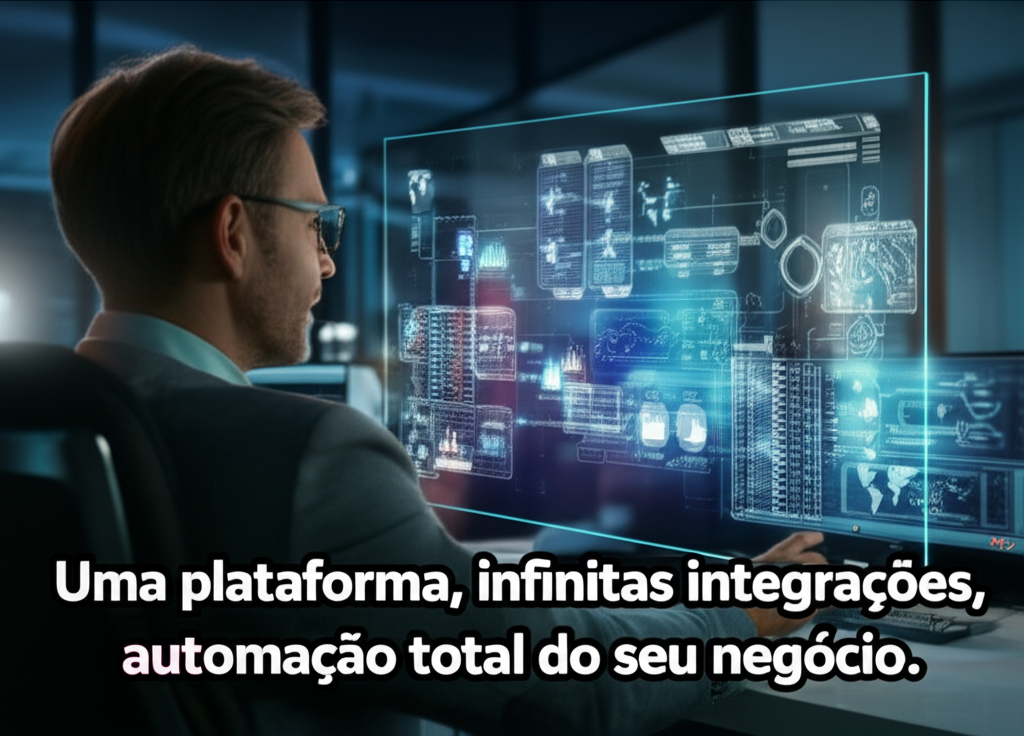 Uma plataforma, infinitas integrações,
automação total do seu negócio.